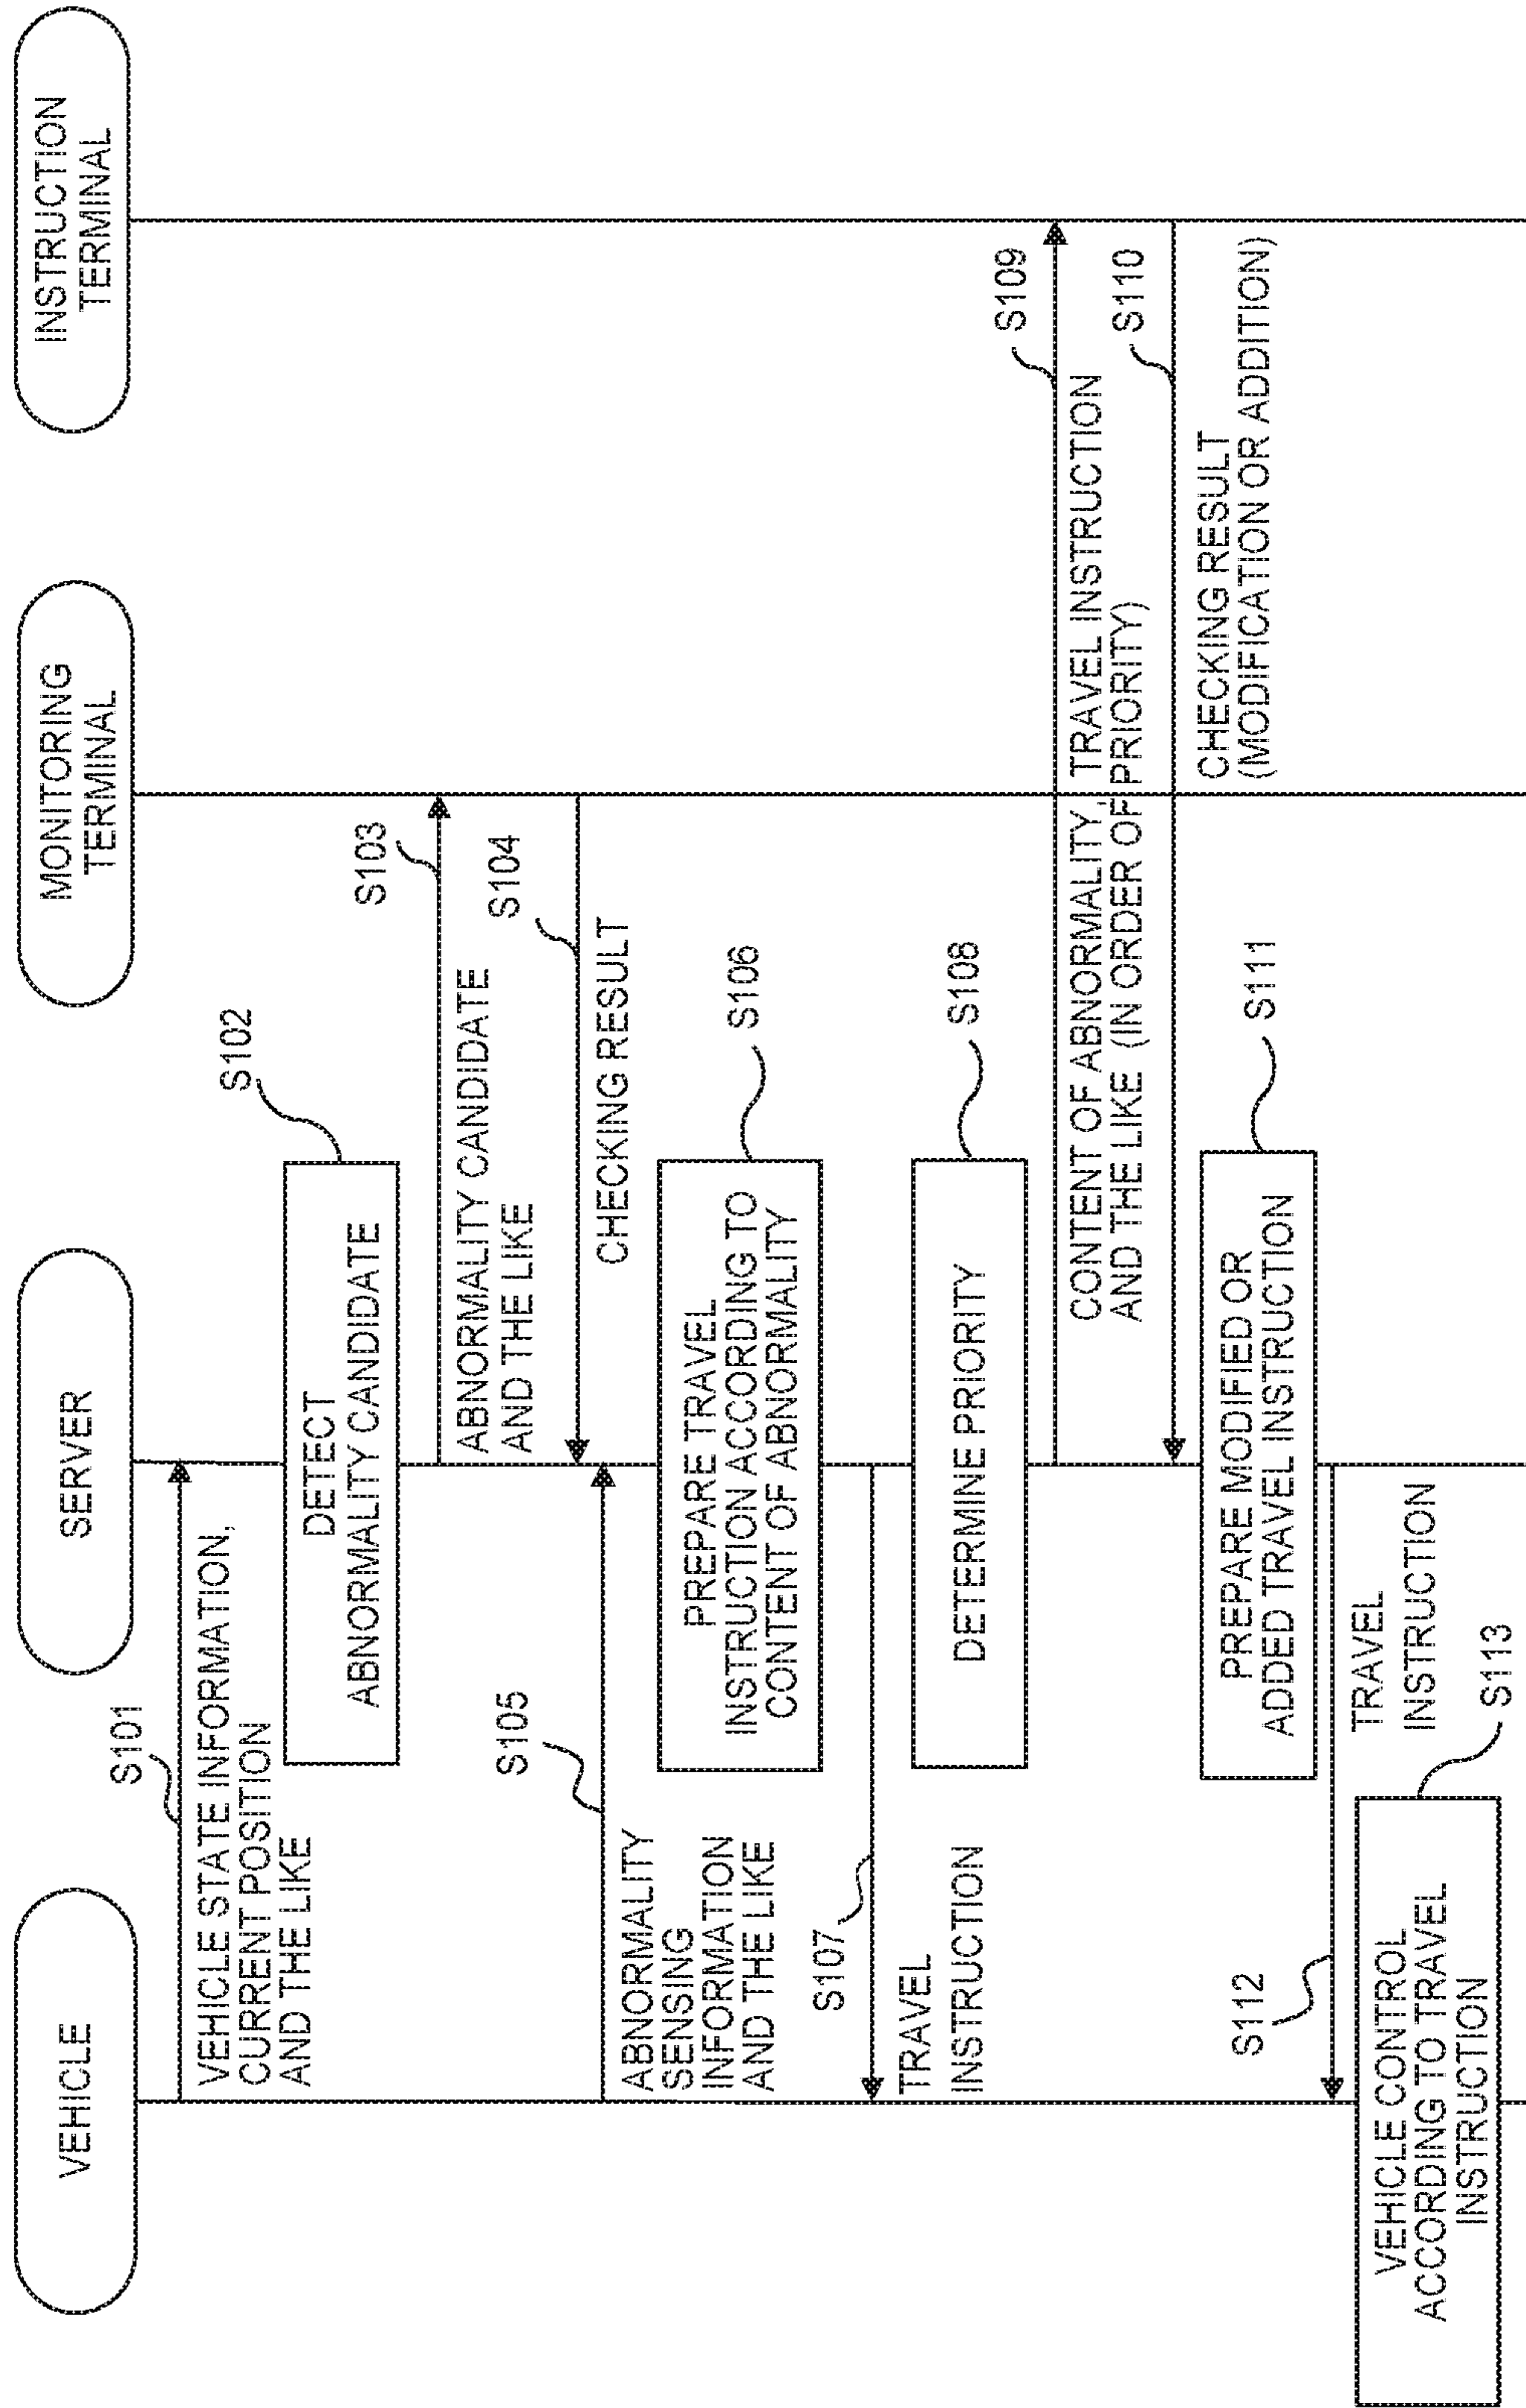 VEHICLE
SERVER
MONITORING
TERMINAL
INSTRUCTION
TERMINAL
S101
VEHICLE STATE INFORMATION,
CURRENT POSITION
AND THE LIKE
S102
DETECT
ABNORMALITY CANDIDATE
S103
ABNORMALITY CANDIDATE
AND THE LIKE
S104
CHECKING RESULT
S105
ABNORMALITY
SENSING
INFORMATION
AND THE LIKE
S106
PREPARE TRAVEL
INSTRUCTION ACCORDING TO
CONTENT OF ABNORMALITY
S107
TRAVEL
INSTRUCTION
S108
DETERMINE PRIORITY
S109
CONTENT OF ABNORMALITY, TRAVEL INSTRUCTION
AND THE LIKE (IN ORDER OF PRIORITY)
S110
CHECKING RESULT
(MODIFICATION OR ADDITION)
S111
PREPARE MODIFIED OR
ADDED TRAVEL INSTRUCTION
S112
TRAVEL
INSTRUCTION
S113
VEHICLE CONTROL
ACCORDING TO TRAVEL
INSTRUCTION